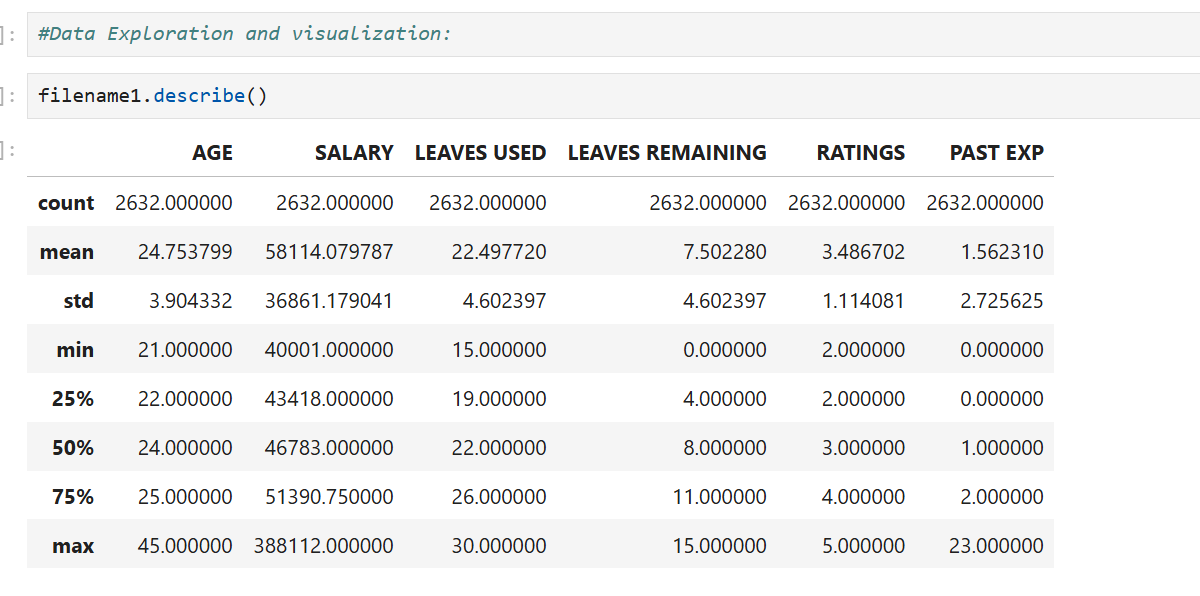 ]: #Data Exploration and visualization:
]: filename1.describe()
]: AGE SALARY LEAVES USED LEAVES REMAINING RATINGS PAST EXP
count 2632.000000 2632.000000 2632.000000 2632.000000 2632.000000 2632.000000
mean 24.753799 58114.079787 22.497720 7.502280 3.486702 1.562310
std 3.904332 36861.179041 4.602397 4.602397 1.114081 2.725625
min 21.000000 40001.000000 15.000000 0.000000 2.000000 0.000000
25% 22.000000 43418.000000 19.000000 4.000000 2.000000 0.000000
50% 24.000000 46783.000000 22.000000 8.000000 3.000000 1.000000
75% 25.000000 51390.750000 26.000000 11.000000 4.000000 2.000000
max 45.000000 388112.000000 30.000000 15.000000 5.000000 23.000000